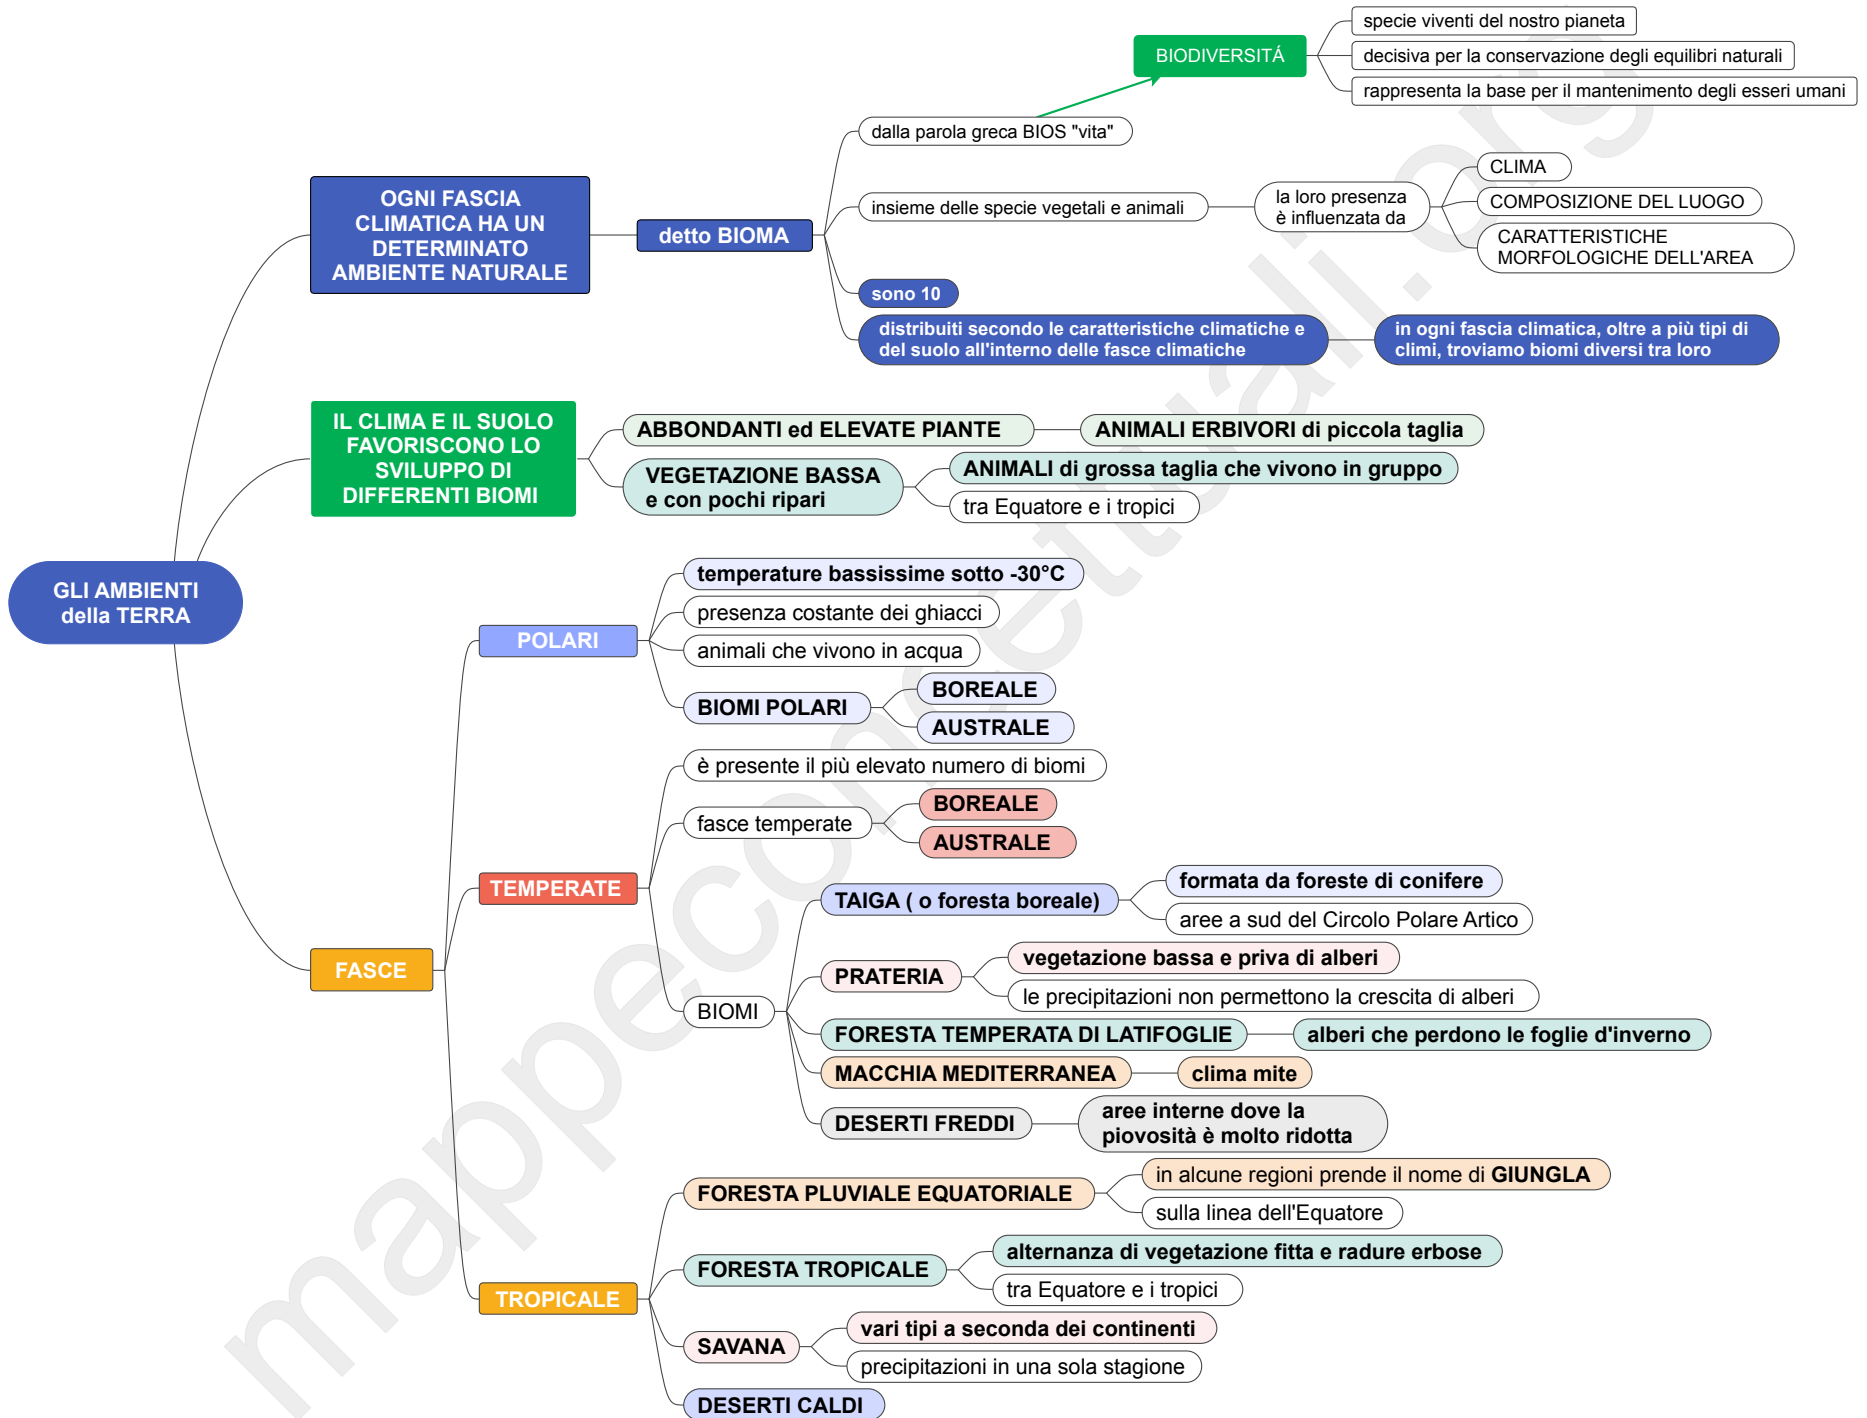 specie viventi del nostro pianeta
BIODIVERSITÁ
decisiva per la conservazione degli equilibri naturali
rappresenta la base per il mantenimento degli esseri umani
dalla parola greca BIOS "vita"
OGNI FASCIA
CLIMATICA HA UN
DETERMINATO
AMBIENTE NATURALE
detto BIOMA
insieme delle specie vegetali e animali
la loro presenza
è influenzata da
CLIMA
COMPOSIZIONE DEL LUOGO
CARATTERISTICHE
MORFOLOGICHE DELL'AREA
sono 10
distribuiti secondo le caratteristiche climatiche e
del suolo all'interno delle fasce climatiche
in ogni fascia climatica, oltre a più tipi di
climi, troviamo biomi diversi tra loro
IL CLIMA E IL SUOLO
FAVORISCONO LO
SVILUPPO DI
DIFFERENTI BIOMI
ABBONDANTI ed ELEVATE PIANTE
ANIMALI ERBIVORI di piccola taglia
VEGETAZIONE BASSA
e con pochi ripari
ANIMALI di grossa taglia che vivono in gruppo
tra Equatore e i tropici
GLI AMBIENTI
della TERRA
FASCE
POLARI
temperature bassissime sotto -30°C
presenza costante dei ghiacci
animali che vivono in acqua
BIOMI POLARI
BOREALE
AUSTRALE
TEMPERATE
è presente il più elevato numero di biomi
fasce temperate
BOREALE
AUSTRALE
BIOMI
TAIGA ( o foresta boreale)
formata da foreste di conifere
aree a sud del Circolo Polare Artico
PRATERIA
vegetazione bassa e priva di alberi
le precipitazioni non permettono la crescita di alberi
FORESTA TEMPERATA DI LATIFOGLIE
alberi che perdono le foglie d'inverno
MACCHIA MEDITERRANEA
clima mite
DESERTI FREDDI
aree interne dove la
piovosità è molto ridotta
TROPICALE
FORESTA PLUVIALE EQUATORIALE
in alcune regioni prende il nome di GIUNGLA
sulla linea dell'Equatore
FORESTA TROPICALE
alternanza di vegetazione fitta e radure erbose
tra Equatore e i tropici
SAVANA
vari tipi a seconda dei continenti
precipitazioni in una sola stagione
DESERTI CALDI
mappeconcettuali.org